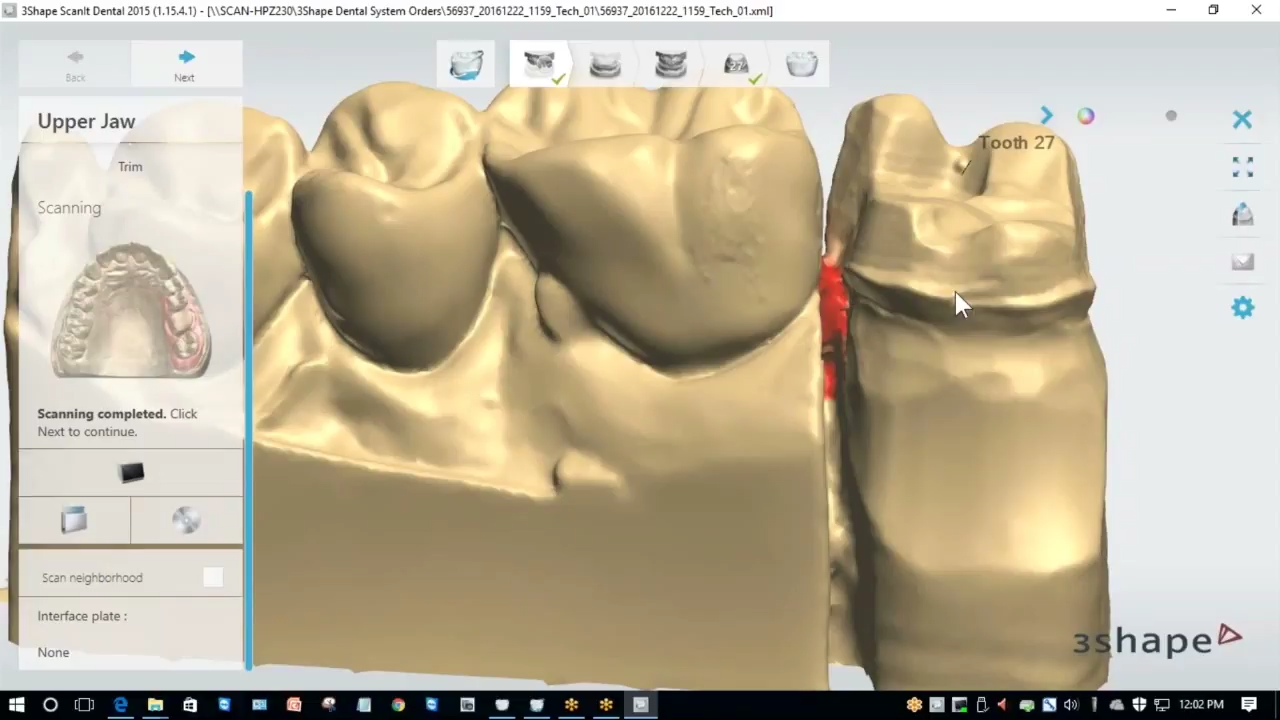 3Shape ScanIt Dental 2015 (1.15.4.1) - [\\SCAN-HPZ230\3Shape Dental System Orders\56937_20161222_1159_Tech_01\56937_20161222_1159_Tech_01.xml]
Back
Next
27
Upper Jaw
Tooth 27
Trim
Scanning
Scanning completed. Click
Next to continue.
Scan neighborhood
Interface plate :
None
3shape
12:02 PM